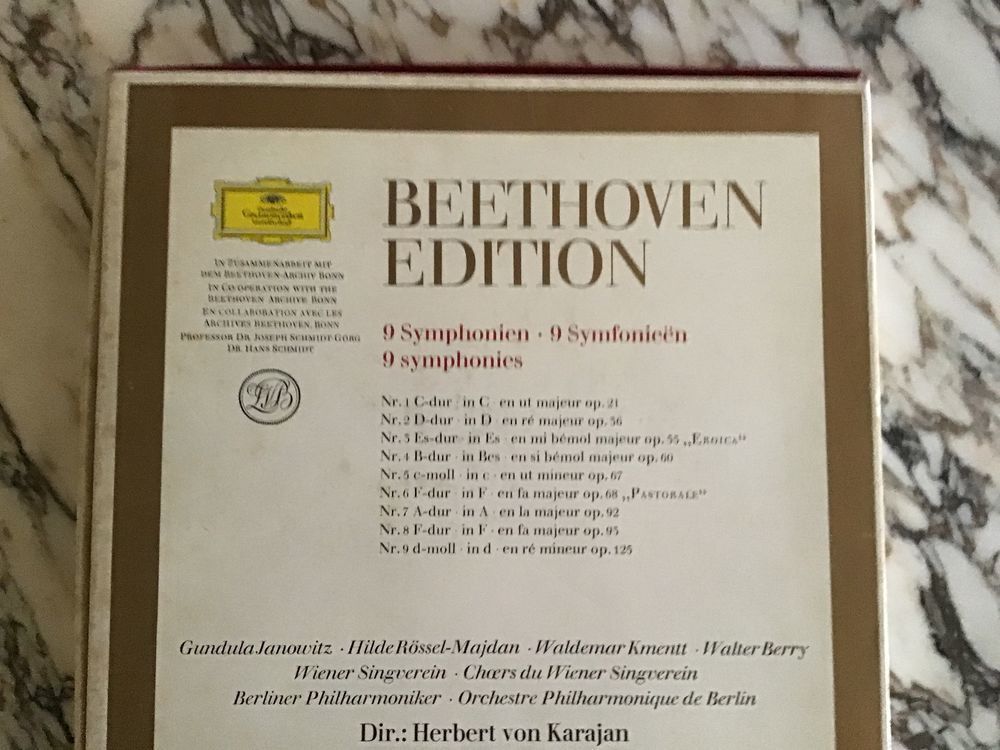 Deutsche
Grammophon
Gesellschaft
BEETHOVEN
EDITION
IN ZUSAMMENARBEIT MIT
DEM BEETHOVEN-ARCHIV BONN
IN CO-OPERATION WITH THE
BEETHOVEN ARCHIVE BONN
EN COLLABORATION AVEC LES
ARCHIVES BEETHOVEN, BONN
PROFESSOR DR. JOSEPH SCHMIDT-GÖRG
DR. HANS SCHMIDT
LVB
9 Symphonien · 9 Symfonieën
9 symphonies
Nr. 1 C-dur · in C · en ut majeur op. 21
Nr. 2 D-dur · in D · en ré majeur op. 36
Nr. 3 Es-dur · in Es · en mi bémol majeur op. 55 „EROICA“
Nr. 4 B-dur · in Bes · en si bémol majeur op. 60
Nr. 5 c-moll · in c · en ut mineur op. 67
Nr. 6 F-dur · in F · en fa majeur op. 68 „PASTORALE“
Nr. 7 A-dur · in A · en la majeur op. 92
Nr. 8 F-dur · in F · en fa majeur op. 93
Nr. 9 d-moll · in d · en ré mineur op. 125
Gundula Janowitz · Hilde Rössel-Majdan · Waldemar Kmentt · Walter Berry
Wiener Singverein · Chœrs du Wiener Singverein
Berliner Philharmoniker · Orchestre Philharmonique de Berlin
Dir.: Herbert von Karajan